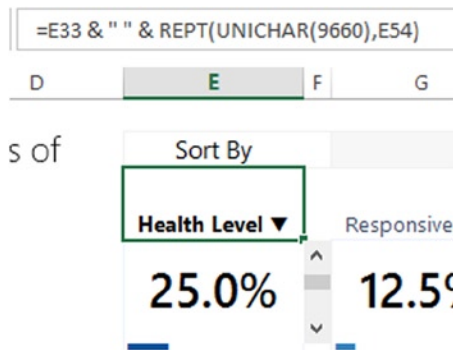 =E33 & " " & REPT(UNICHAR(9660),E54)
D E F G
s of Sort By
Health Level ▼ Responsive
25.0% 12.5%